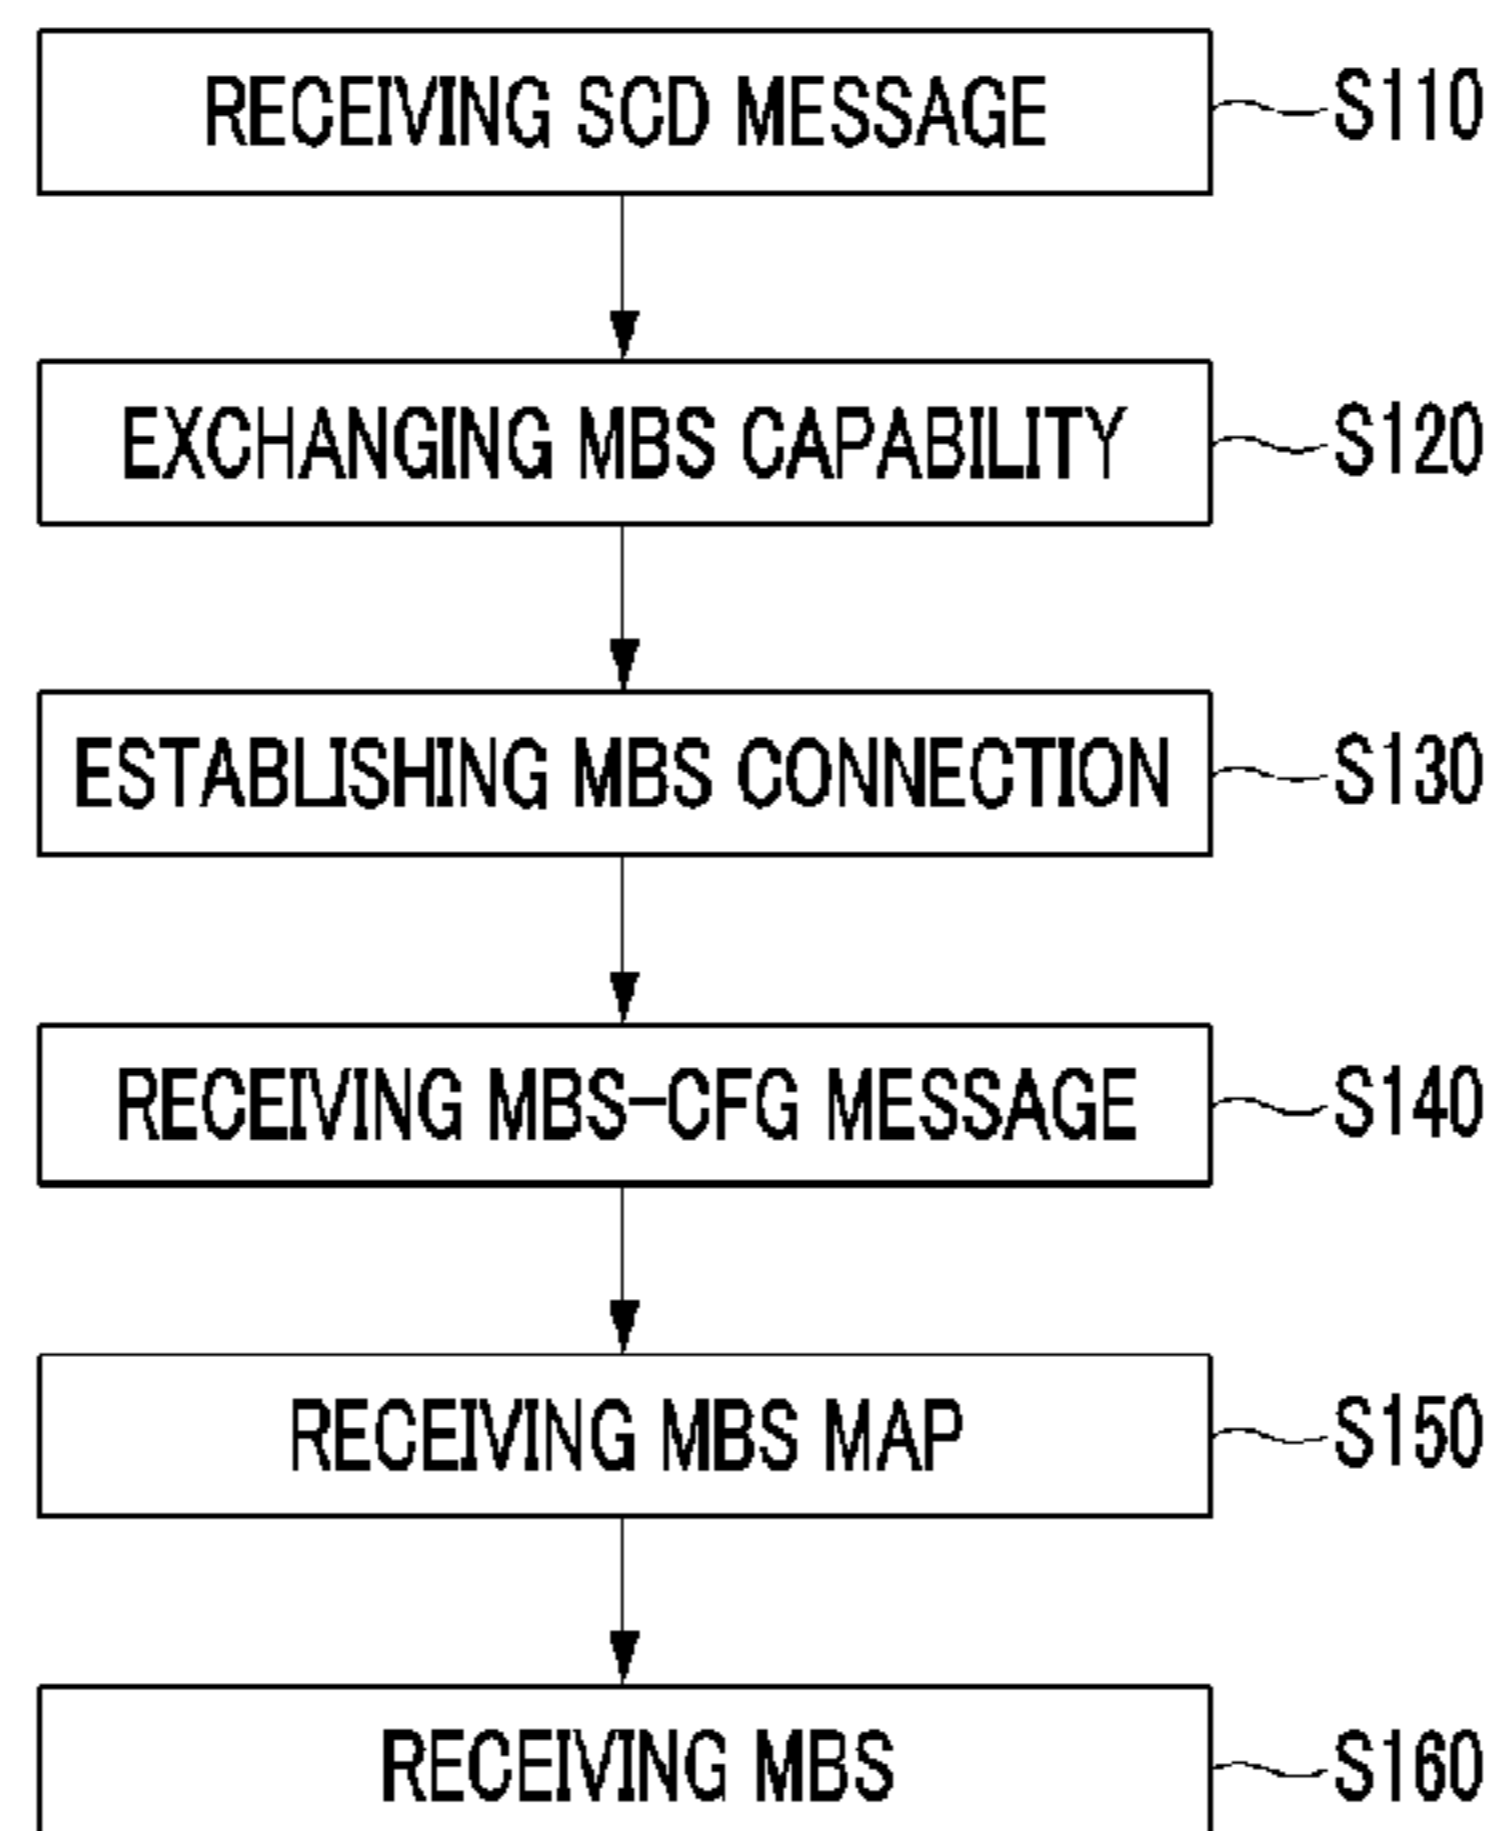 RECEIVING SCD MESSAGE S110
EXCHANGING MBS CAPABILITY S120
ESTABLISHING MBS CONNECTION S130
RECEIVING MBS-CFG MESSAGE S140
RECEIVING MBS MAP S150
RECEIVING MBS S160